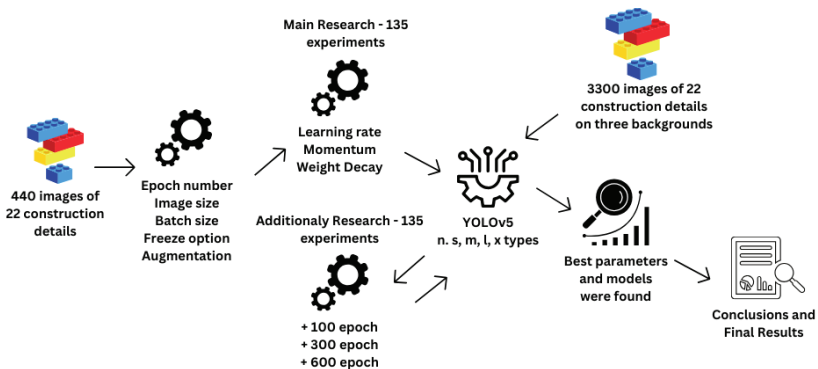 Main Research - 135
experiments
Learning rate
Momentum
Weight Decay
3300 images of 22
construction details
on three backgrounds
440 images of
22 construction
details
Epoch number
Image size
Batch size
Freeze option
Augmentation
Additionaly Research - 135
experiments
+ 100 epoch
+ 300 epoch
+ 600 epoch
YOLOv5
n. s, m, l, x types
Best parameters
and models
were found
Conclusions and
Final Results